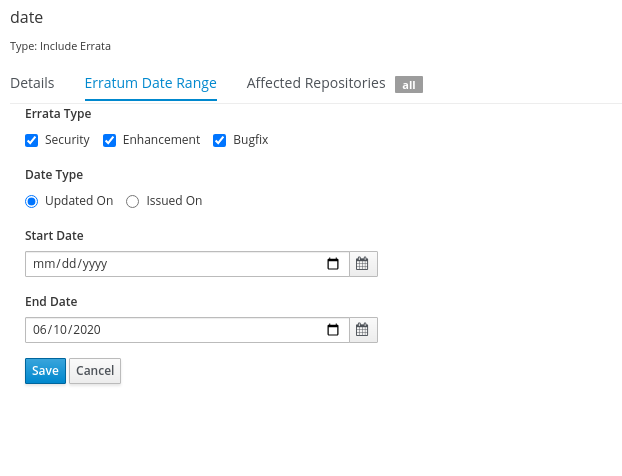 date
Type: Include Errata
Details Erratum Date Range Affected Repositories all
Errata Type
Security Enhancement Bugfix
Date Type
Updated On Issued On
Start Date
mm/dd/yyyy
End Date
06/10/2020
Save Cancel